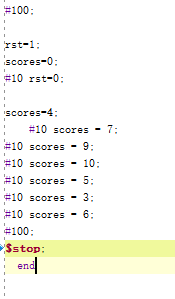 #100;
rst=1;
scores=0;
#10 rst=0;
scores=4;
#10 scores = 7;
#10 scores = 9;
#10 scores = 10;
#10 scores = 5;
#10 scores = 3;
#10 scores = 6;
#100;
$stop;
end